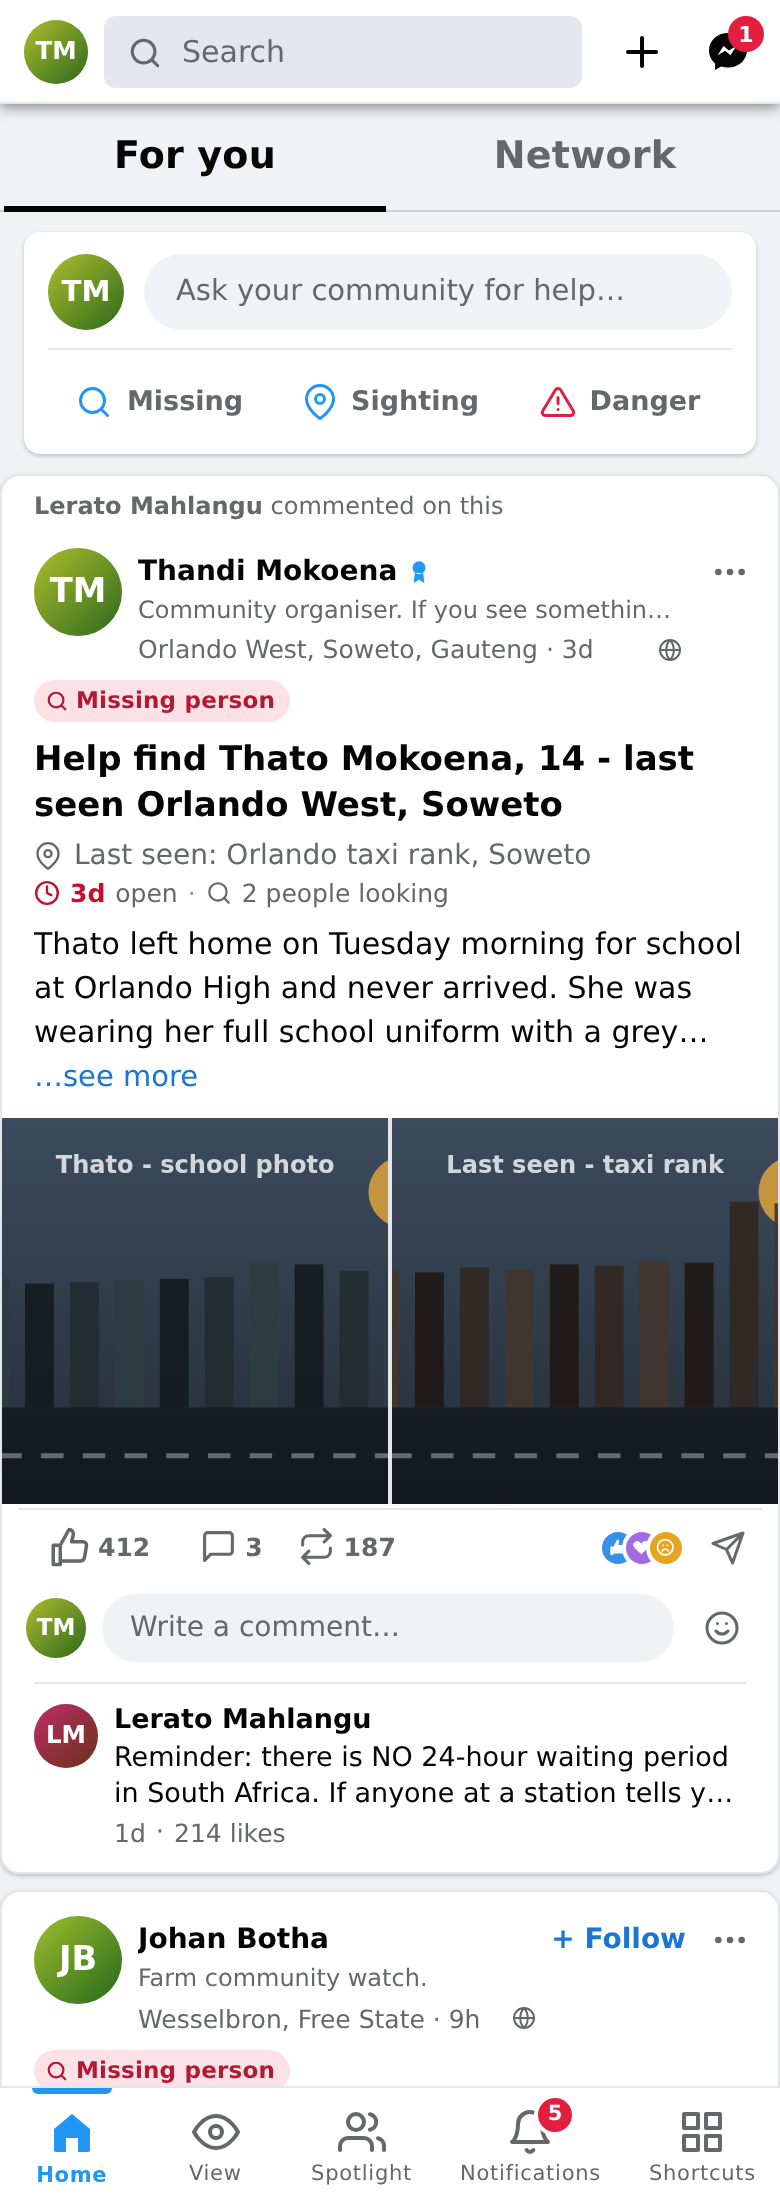 TM
Search
1
For you
Network
TM
Ask your community for help...
Missing
Sighting
Danger
Lerato Mahlangu commented on this
TM
Thandi Mokoena
Community organiser. If you see somethin...
Orlando West, Soweto, Gauteng · 3d
Missing person
Help find Thato Mokoena, 14 - last
seen Orlando West, Soweto
Last seen: Orlando taxi rank, Soweto
3d open · 2 people looking
Thato left home on Tuesday morning for school
at Orlando High and never arrived. She was
wearing her full school uniform with a grey...
...see more
Thato - school photo
Last seen - taxi rank
412
3
187
TM
Write a comment...
LM
Lerato Mahlangu
Reminder: there is NO 24-hour waiting period
in South Africa. If anyone at a station tells y...
1d · 214 likes
JB
Johan Botha
+ Follow
Farm community watch.
Wesselbron, Free State · 9h
Missing person
5
Home
View
Spotlight
Notifications
Shortcuts